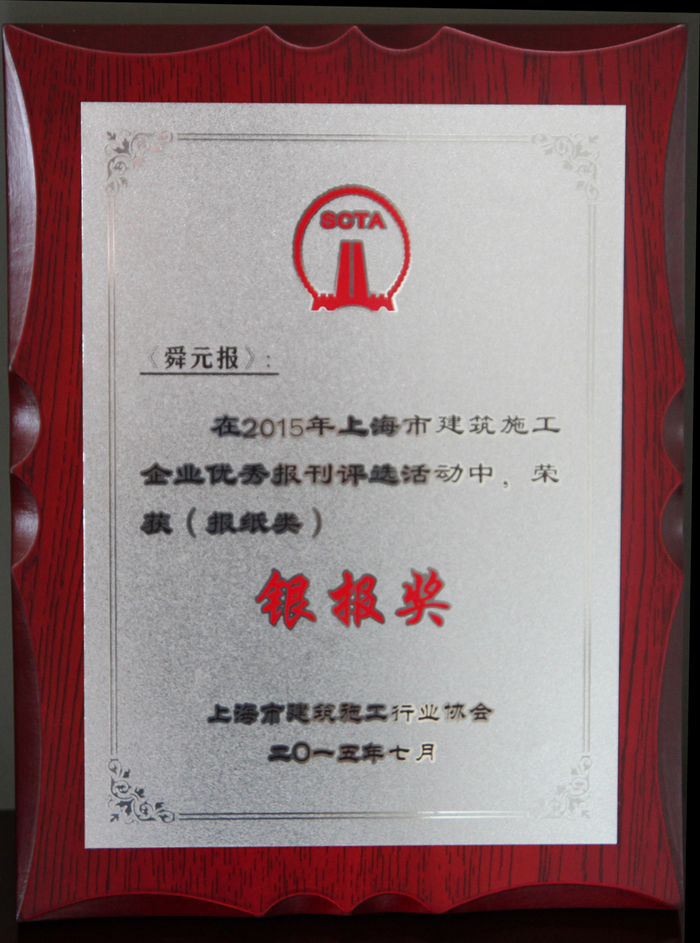 SCTA
《舜元报》:
在2015年上海市建筑施工
企业优秀报刊评选活动中，荣
获（报纸类）
银报奖
上海市建筑施工行业协会
二〇一五年七月